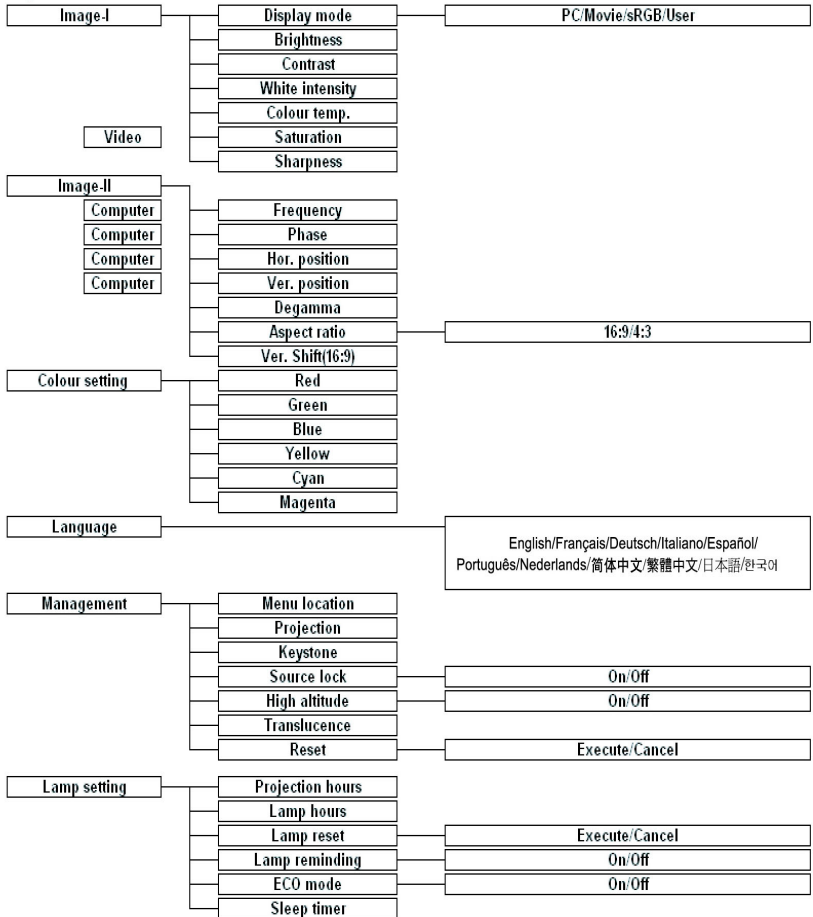 Image-I Display mode PC/Movie/sRGB/User
Brightness
Contrast
White intensity
Colour temp.
Video Saturation
Sharpness
Image-II
Computer Frequency
Computer Phase
Computer Hor. position
Computer Ver. position
Degamma
Aspect ratio 16:9/4:3
Ver. Shift(16:9)
Colour setting Red
Green
Blue
Yellow
Cyan
Magenta
Language
English/Français/Deutsch/Italiano/Español/
Português/Nederlands/简体中文/繁體中文/日本語/한국어
Management Menu location
Projection
Keystone
Source lock On/Off
High altitude On/Off
Translucence
Reset Execute/Cancel
Lamp setting Projection hours
Lamp hours
Lamp reset Execute/Cancel
Lamp reminding On/Off
ECO mode On/Off
Sleep timer